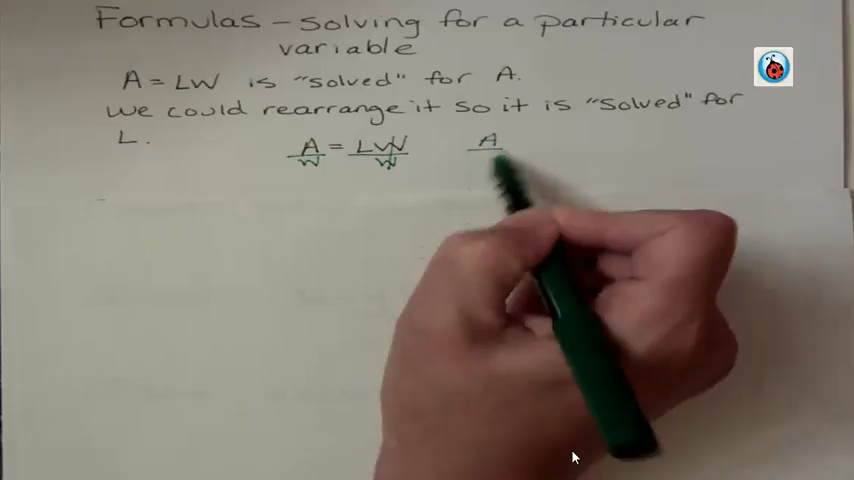 Formulas - solving for a particular
variable
A = LW is "solved" for A.
We could rearrange it so it is "solved" for
L.
A = LW A
W W